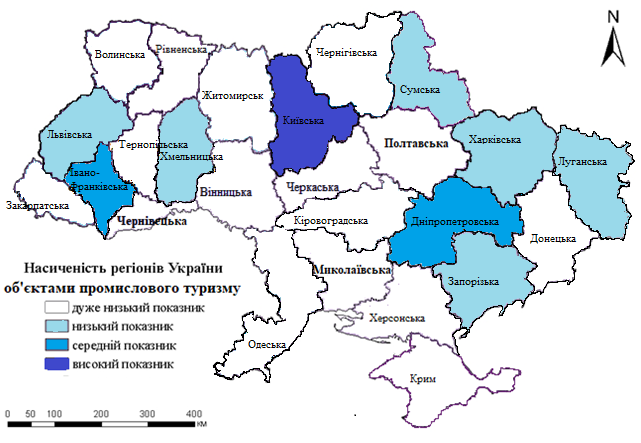 N
Чернігівська
Волинська
Рівненська
Сумська
Житомирськ
Київська
Львівська
Тернопільська
Полтавська
Харківська
Хмельницька
Луганська
Івано-
Франківська
Вінницька
Черкаська
Закарпатська
Чернівецька
Кіровоградська
Дніпропетровська
Донецька
Насиченість регіонів України
об'єктами промислового туризму
Миколаївська
Запорізька
дуже низький показник
низький показник
середній показник
високий показник
Херсонська
Одеська
Крим
0 100 200 300 400
км